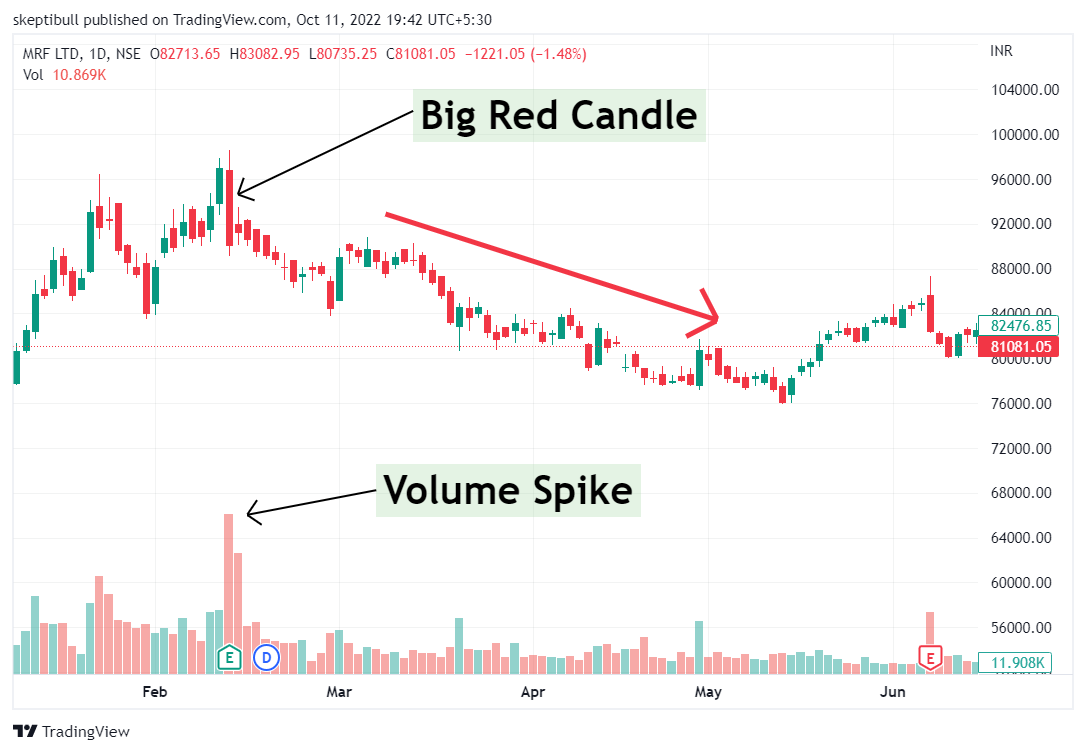 skeptibull published on TradingView.com, Oct 11, 2022 19:42 UTC+5:30
MRF LTD, 1D, NSE O82713.65 H83082.95 L80735.25 C81081.05 −1221.05 (−1.48%)
INR
Vol 10.869K
Big Red Candle
104000.00
100000.00
96000.00
92000.00
88000.00
84000.00
82476.85
81081.05
80000.00
76000.00
72000.00
Volume Spike
68000.00
64000.00
60000.00
56000.00
E D E
11.908K
Feb Mar Apr May Jun
TradingView